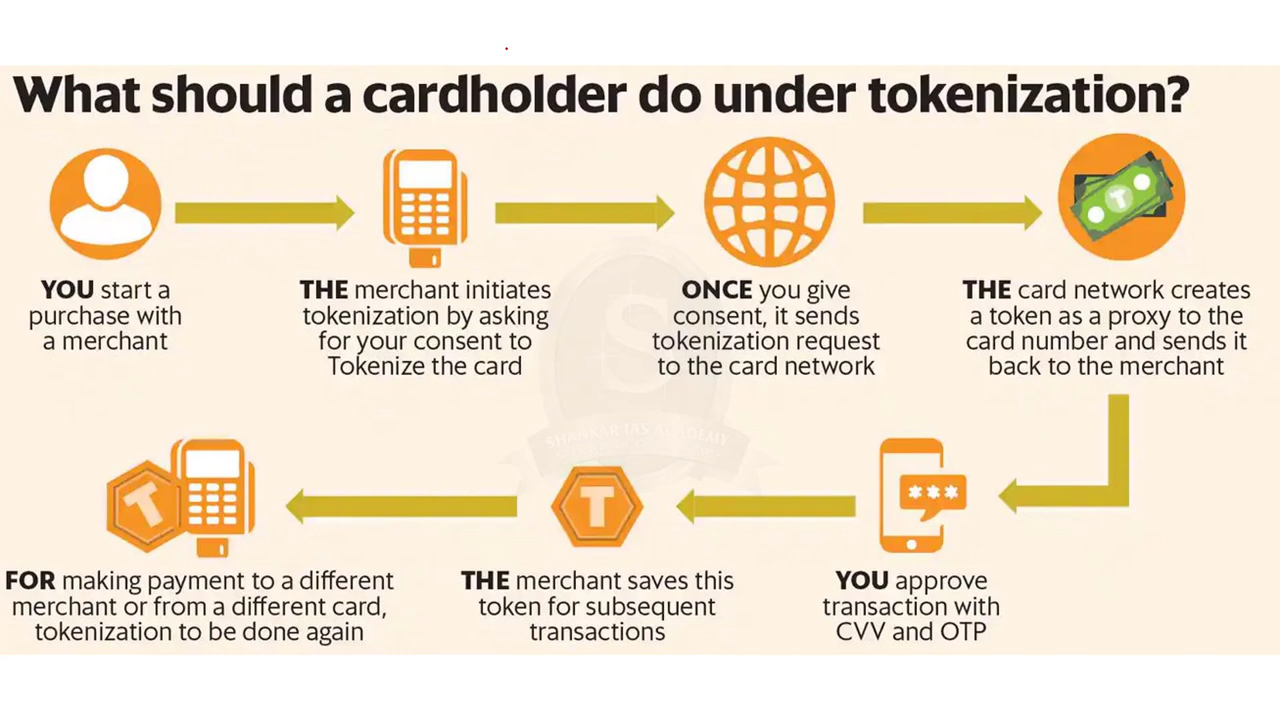 What should a cardholder do under tokenization?
YOU start a
purchase with
a merchant
THE merchant initiates
tokenization by asking
for your consent to
Tokenize the card
ONCE you give
consent, it sends
tokenization request
to the card network
THE card network creates
a token as a proxy to the
card number and sends it
back to the merchant
YOU approve
transaction with
CVV and OTP
THE merchant saves this
token for subsequent
transactions
FOR making payment to a different
merchant or from a different card,
tokenization to be done again
T
***
T
T
S
SHANKAR IAS ACADEMY